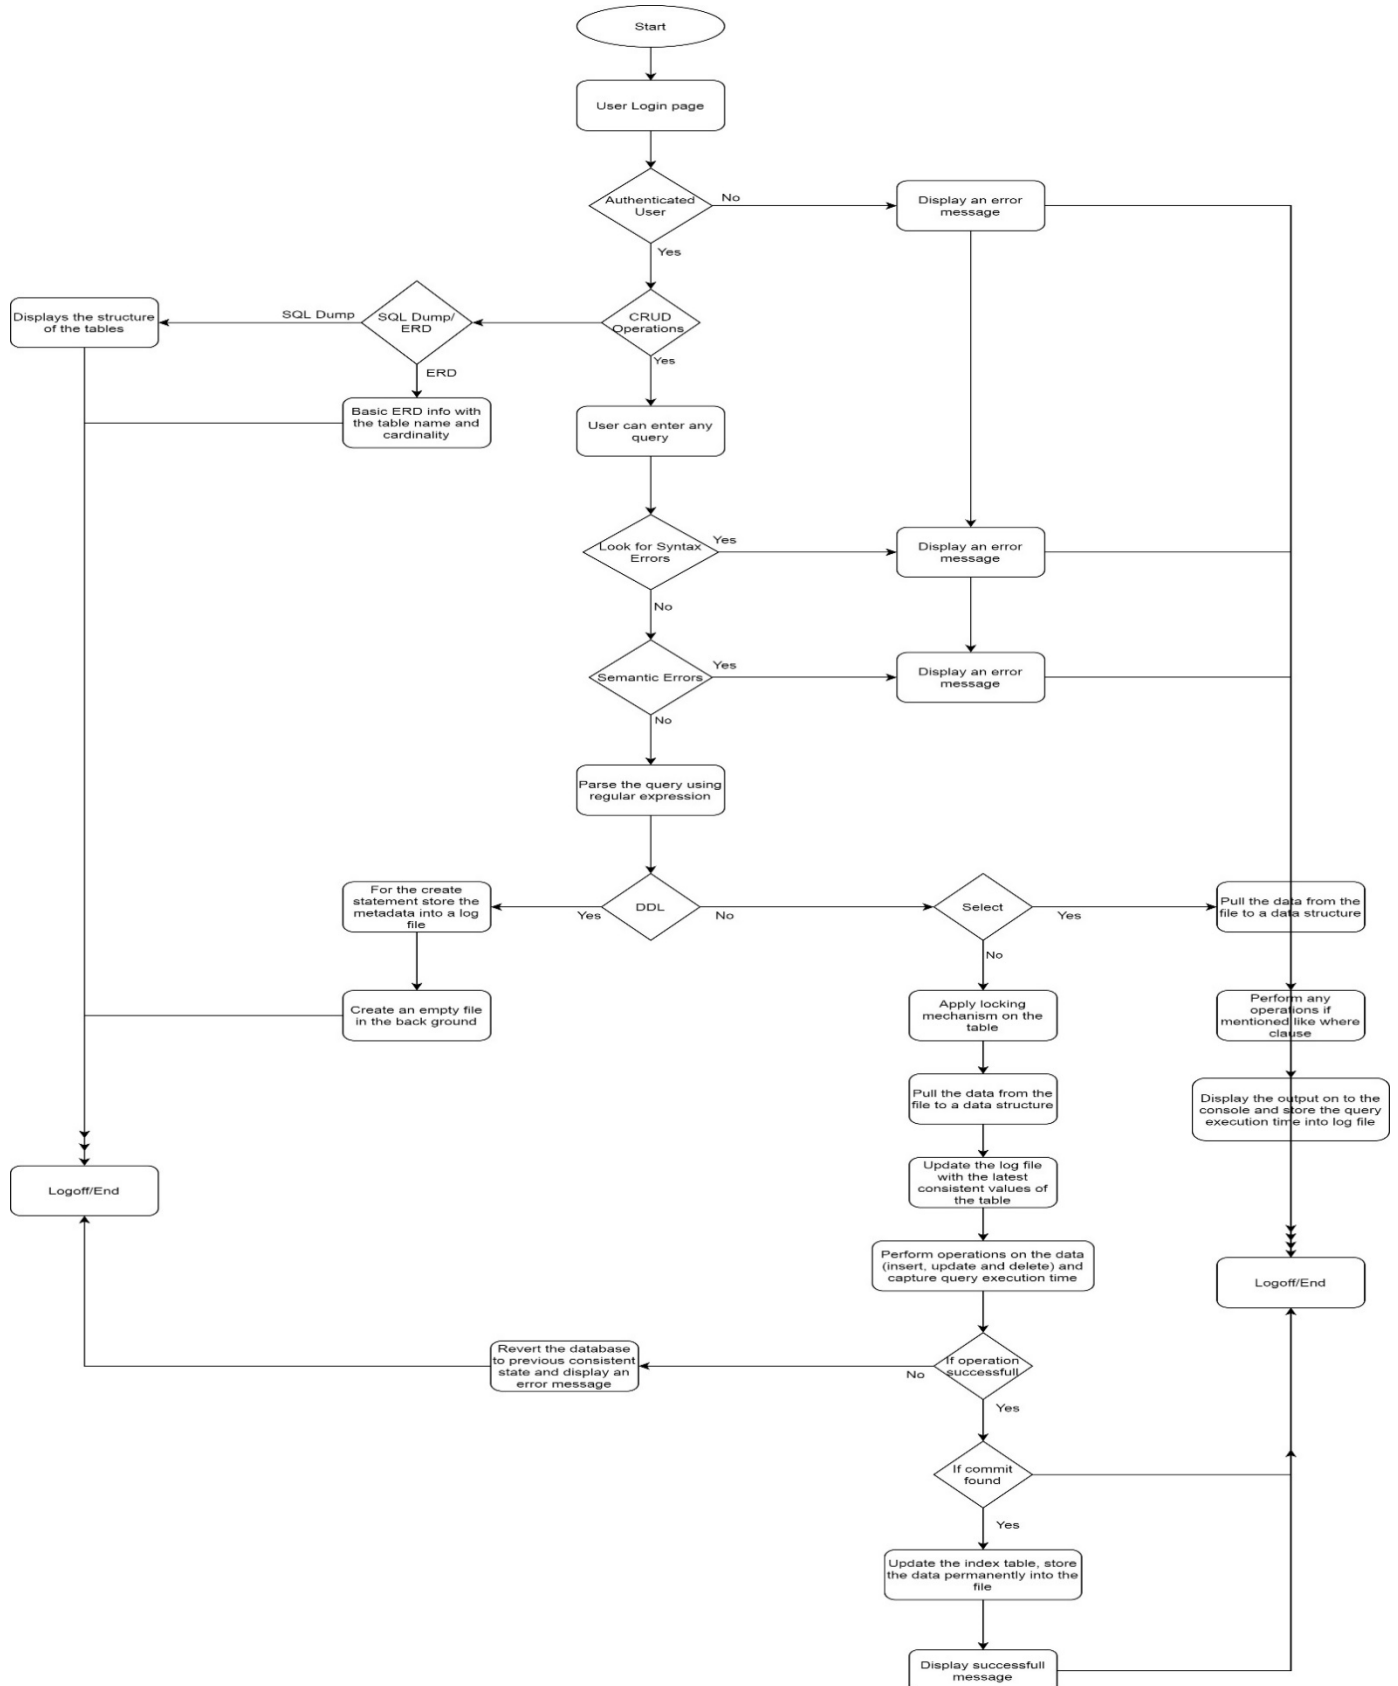 Start
User Login page
Authenticated
User
No
Display an error
message
Yes
Displays the structure
of the tables
SQL Dump
SQL Dump/
ERD
CRUD
Operations
ERD
Yes
Basic ERD info with
the table name and
cardinality
User can enter any
query
Look for Syntax
Errors
Yes
Display an error
message
No
Semantic Errors
Yes
Display an error
message
No
Parse the query using
regular expression
For the create
statement store the
metadata into a log
file
Yes
DDL
No
Select
Yes
Pull the data from the
file to a data structure
No
Create an empty file
in the back ground
Apply locking
mechanism on the
table
Perform any
operations if
mentioned like where
clause
Pull the data from the
file to a data structure
Display the output on to the
console and store the query
execution time into log file
Logoff/End
Update the log file
with the latest
consistent values of
the table
Perform operations on the data
(insert, update and delete) and
capture query execution time
Logoff/End
Revert the database
to previous consistent
state and display an
error message
No
If operation
successfull
Yes
If commit
found
Yes
Update the index table, store
the data permanently into the
file
Display successfull
message